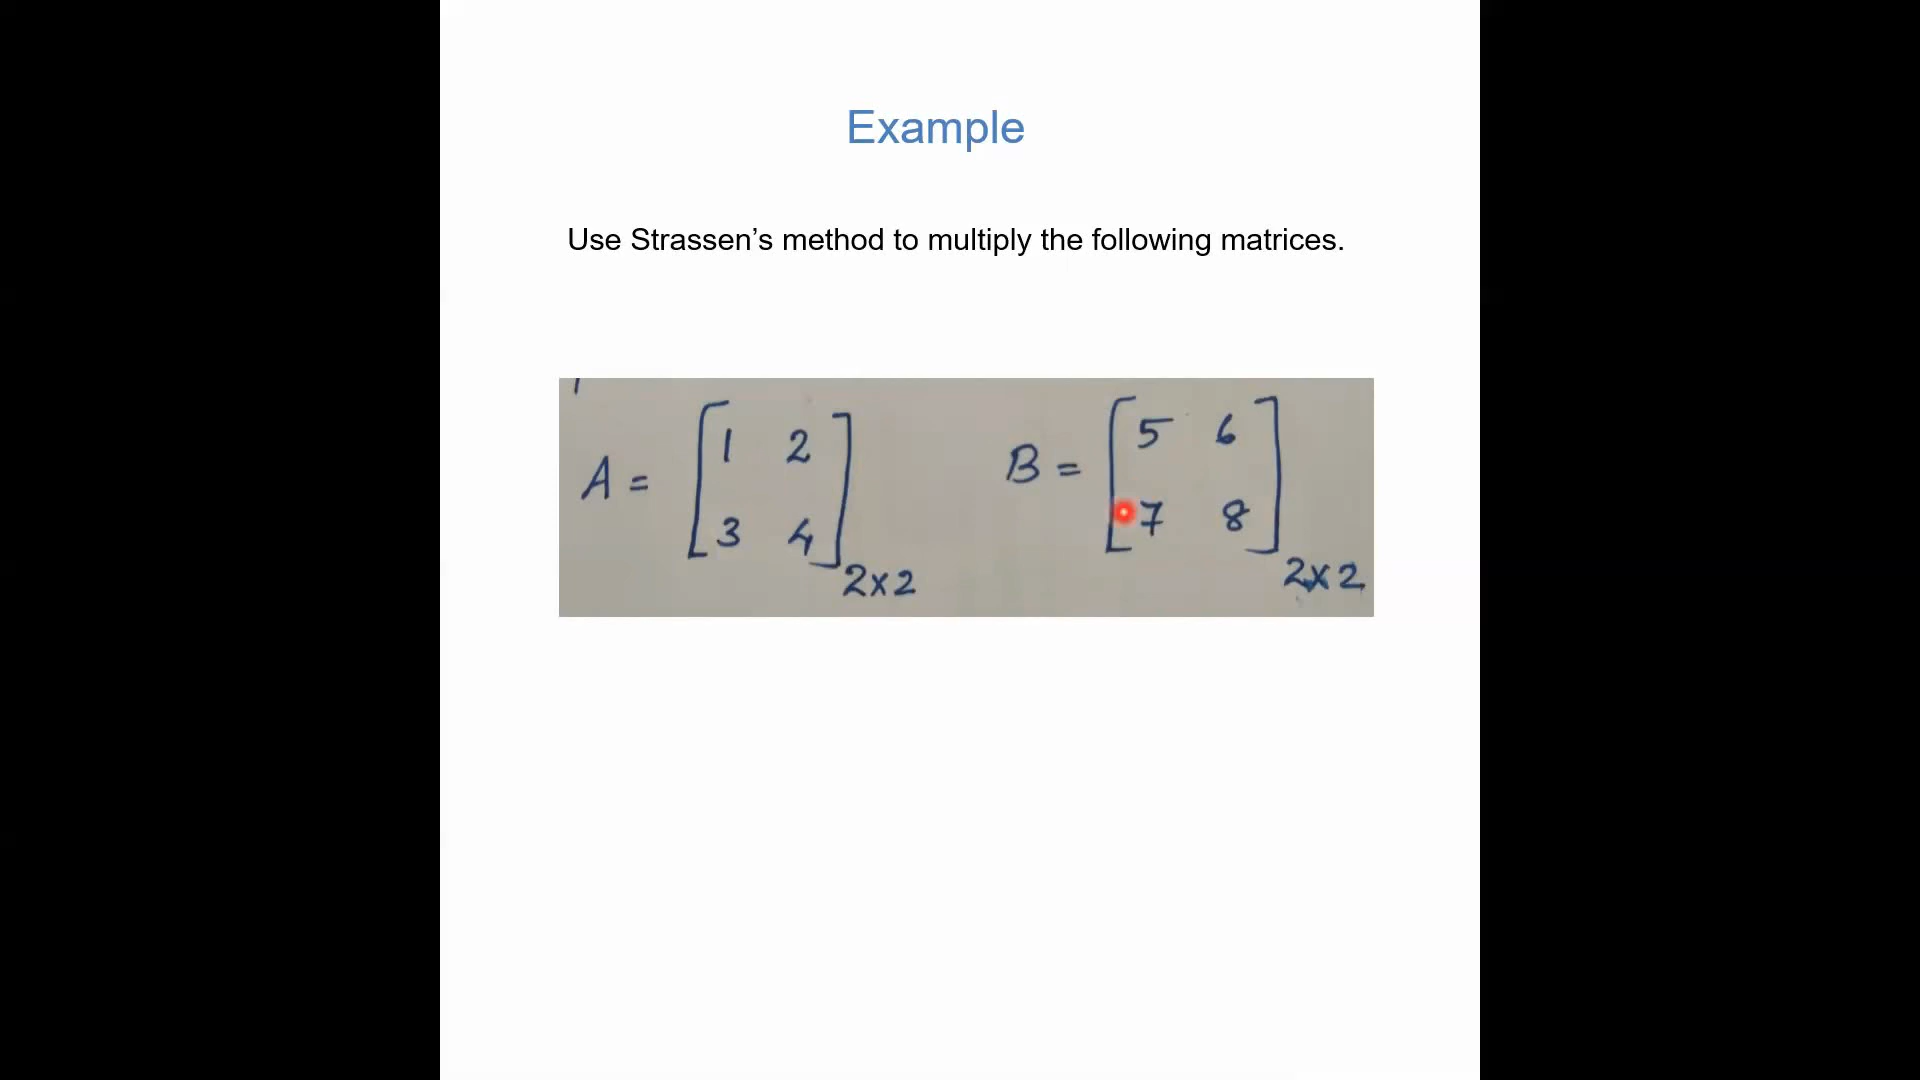 Example
Use Strassen’s method to multiply the following matrices.
A = [1 2
3 4] 2x2
B = [5 6
7 8] 2x2